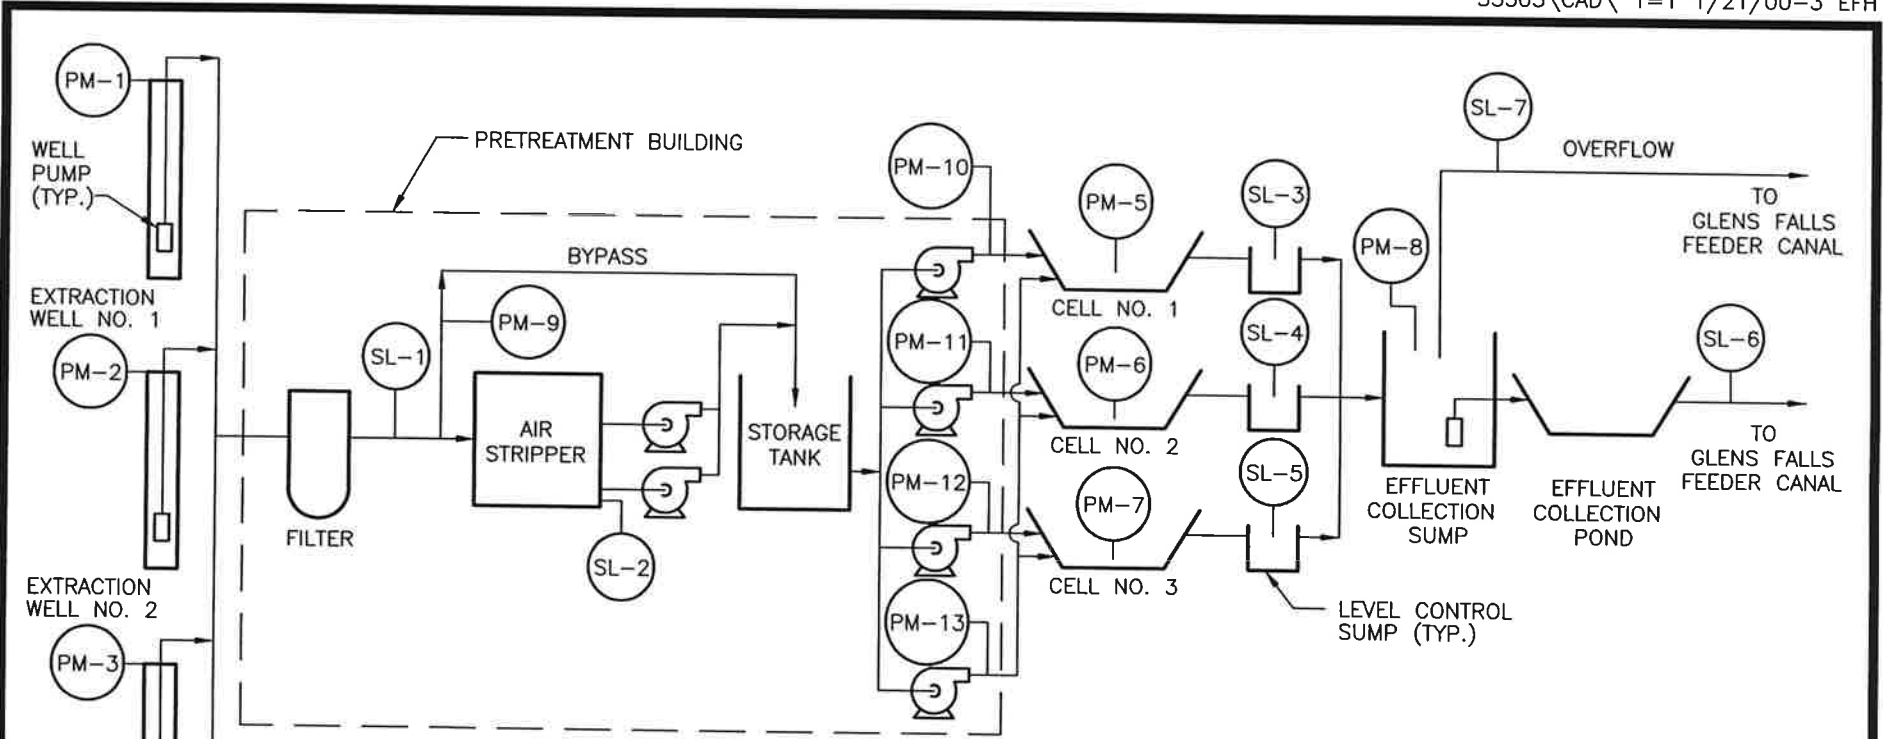 PM-1
WELL
PUMP
(TYP.)
EXTRACTION
WELL NO. 1
PM-2
EXTRACTION
WELL NO. 2
PM-3
PRETREATMENT BUILDING
BYPASS
SL-1
PM-9
FILTER
AIR
STRIPPER
SL-2
STORAGE
TANK
PM-10
PM-11
PM-12
PM-13
PM-5
CELL NO. 1
PM-6
CELL NO. 2
PM-7
CELL NO. 3
SL-3
SL-4
SL-5
LEVEL CONTROL
SUMP (TYP.)
PM-8
EFFLUENT
COLLECTION
SUMP
SL-7
OVERFLOW
TO
GLENS FALLS
FEEDER CANAL
EFFLUENT
COLLECTION
POND
SL-6
TO
GLENS FALLS
FEEDER CANAL